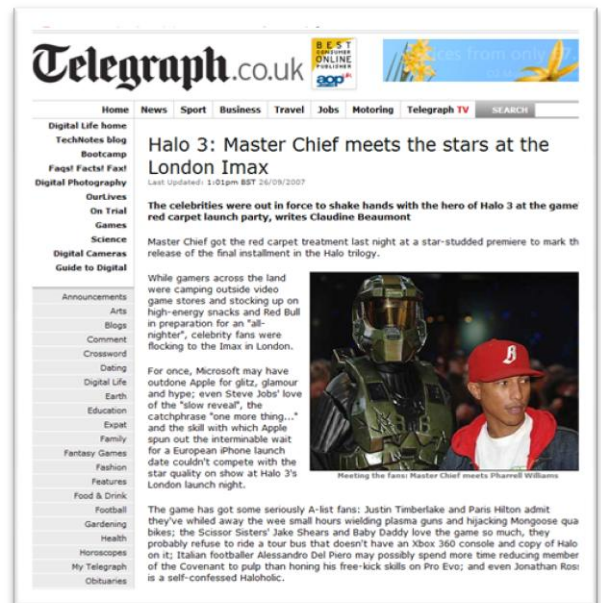 Telegraph.co.uk
BEST
CONSUMER
ONLINE
PUBLISHER
aop
ices from only
Home News Sport Business Travel Jobs Motoring Telegraph TV SEARCH
Digital Life home
TechNotes blog
Bootcamp
Faqs! Facts! Fax!
Digital Photography
OurLives
On Trial
Games
Science
Digital Cameras
Guide to Digital
Announcements
Arts
Blogs
Comment
Crossword
Dating
Digital Life
Earth
Education
Expat
Family
Fantasy Games
Fashion
Features
Food & Drink
Football
Gardening
Health
Horoscopes
My Telegraph
Obituaries
Halo 3: Master Chief meets the stars at the
London Imax
Last Updated: 1:01pm BST 26/09/2007
The celebrities were out in force to shake hands with the hero of Halo 3 at the game'
red carpet launch party, writes Claudine Beaumont
Master Chief got the red carpet treatment last night at a star-studded premiere to mark th
release of the final installment in the Halo trilogy.
While gamers across the land
were camping outside video
game stores and stocking up on
high-energy snacks and Red Bull
in preparation for an "all-
nighter", celebrity fans were
flocking to the Imax in London.
For once, Microsoft may have
outdone Apple for glitz, glamour
and hype; even Steve Jobs' love
of the "slow reveal", the
catchphrase "one more thing..."
and the skill with which Apple
spun out the interminable wait
for a European iPhone launch
date couldn't compete with the
star quality on show at Halo 3's
London launch night.
Meeting the fans: Master Chief meets Pharrell Williams
The game has got some seriously A-list fans: Justin Timberlake and Paris Hilton admit
they've whiled away the wee small hours wielding plasma guns and hijacking Mongoose qua
bikes; the Scissor Sisters' Jake Shears and Baby Daddy love the game so much, they
probably refuse to ride a tour bus that doesn't have an Xbox 360 console and copy of Halo
on it; Italian footballer Alessandro Del Piero may possibly spend more time reducing member
of the Covenant to pulp than honing his free-kick skills on Pro Evo; and even Jonathan Ross
is a self-confessed Haloholic.